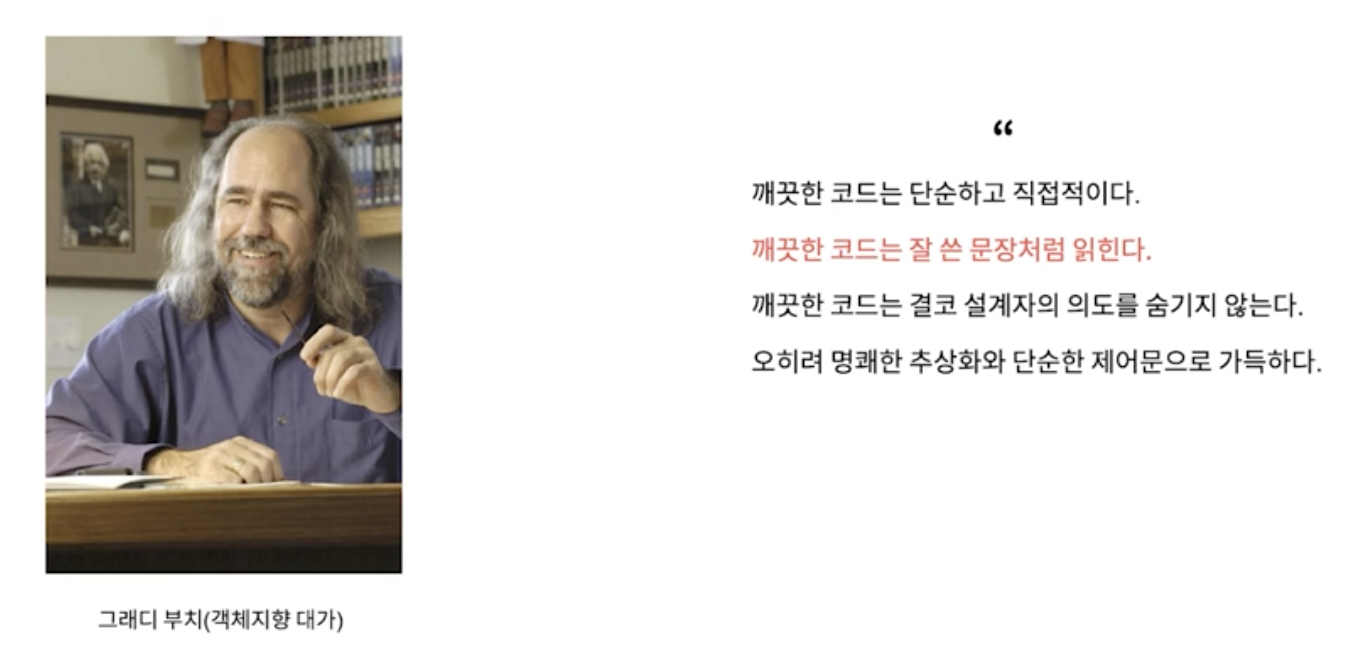 “
깨끗한 코드는 단순하고 직접적이다.
깨끗한 코드는 잘 쓴 문장처럼 읽힌다.
깨끗한 코드는 결코 설계자의 의도를 숨기지 않는다.
오히려 명쾌한 추상화와 단순한 제어문으로 가득하다.
그래디 부치(객체지향 대가)